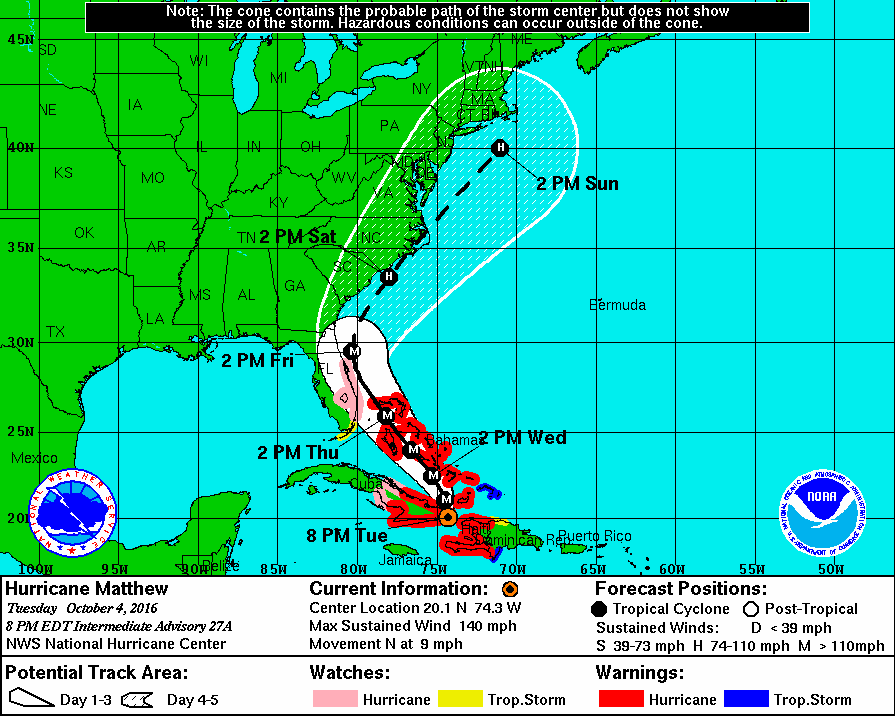 Note: The cone contains the probable path of the storm center but does not show
the size of the storm. Hazardous conditions can occur outside of the cone.
45N
SD
WI
MI
VT
NH
ME
NY
MA
CT RI
NE
IA
PA
40N
IL
IN
OH
MD
DE
H
KS
MO
WV
VA
2 PM Sun
KY
OK
AR
TN
2 PM Sat
NC
35N
SC
H
MS
AL
GA
Bermuda
TX
LA
30N
2 PM Fri
M
FL
M
25N
Bahamas
2 PM Wed
Mexico
2 PM Thu
M
M
Cuba
M
NATIONAL WEATHER SERVICE
NOAA
20N
8 PM Tue
Haiti
Dominican Rep
Puerto Rico
Jamaica
Belize
100W
95W
90W
85W
80W
75W
70W
65W
60W
55W
50W
Hurricane Matthew
Tuesday October 4, 2016
8 PM EDT Intermediate Advisory 27A
NWS National Hurricane Center
Current Information:
Center Location 20.1 N 74.3 W
Max Sustained Wind 140 mph
Movement N at 9 mph
Forecast Positions:
Tropical Cyclone Post-Tropical
Sustained Winds: D < 39 mph
S 39-73 mph H 74-110 mph M > 110mph
Potential Track Area:
Day 1-3 Day 4-5
Watches:
Hurricane Trop.Storm
Warnings:
Hurricane Trop.Storm